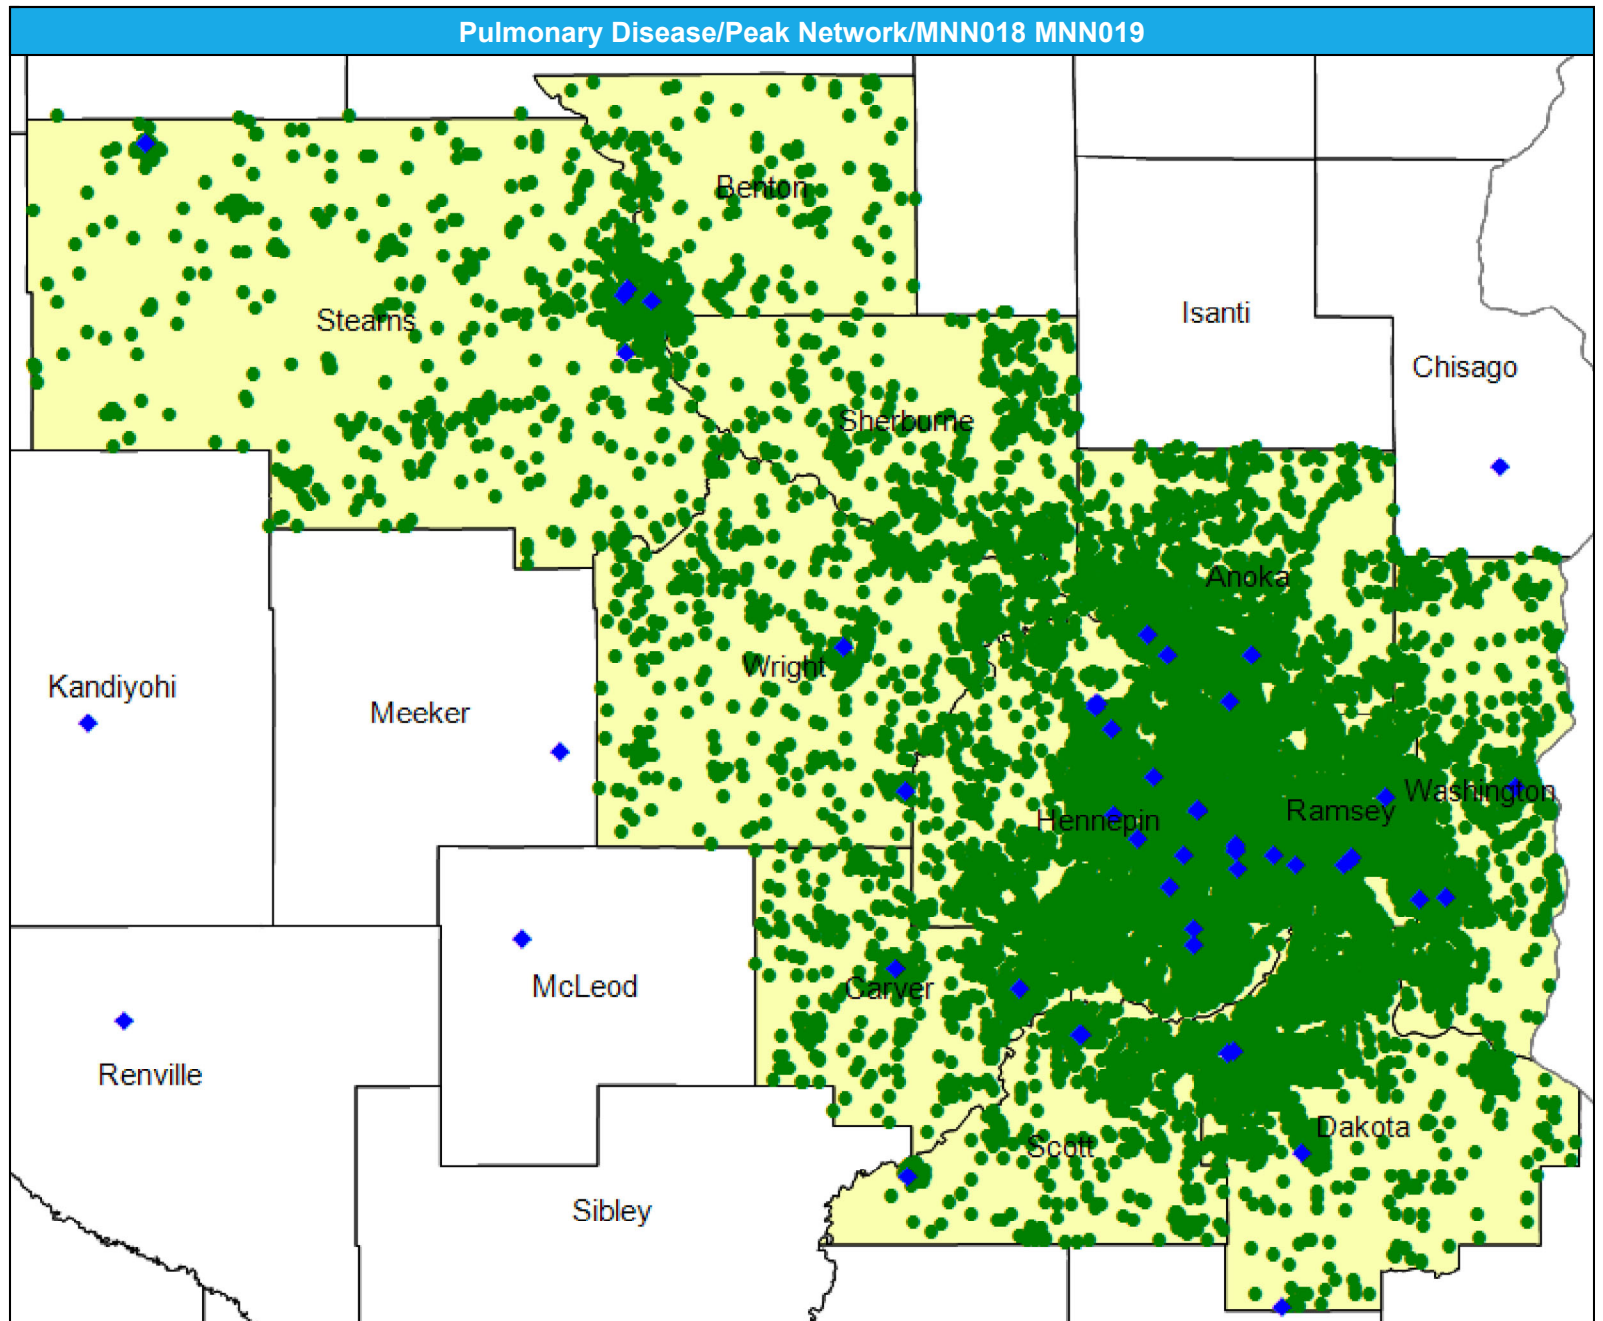 Pulmonary Disease/Peak Network/MNN018 MNN019
Benton
Stearns
Isanti
Chisago
Sherburne
Anoka
Wright
Kandiyohi
Meeker
Washington
Ramsey
Hennepin
McLeod
Carver
Renville
Dakota
Scott
Sibley